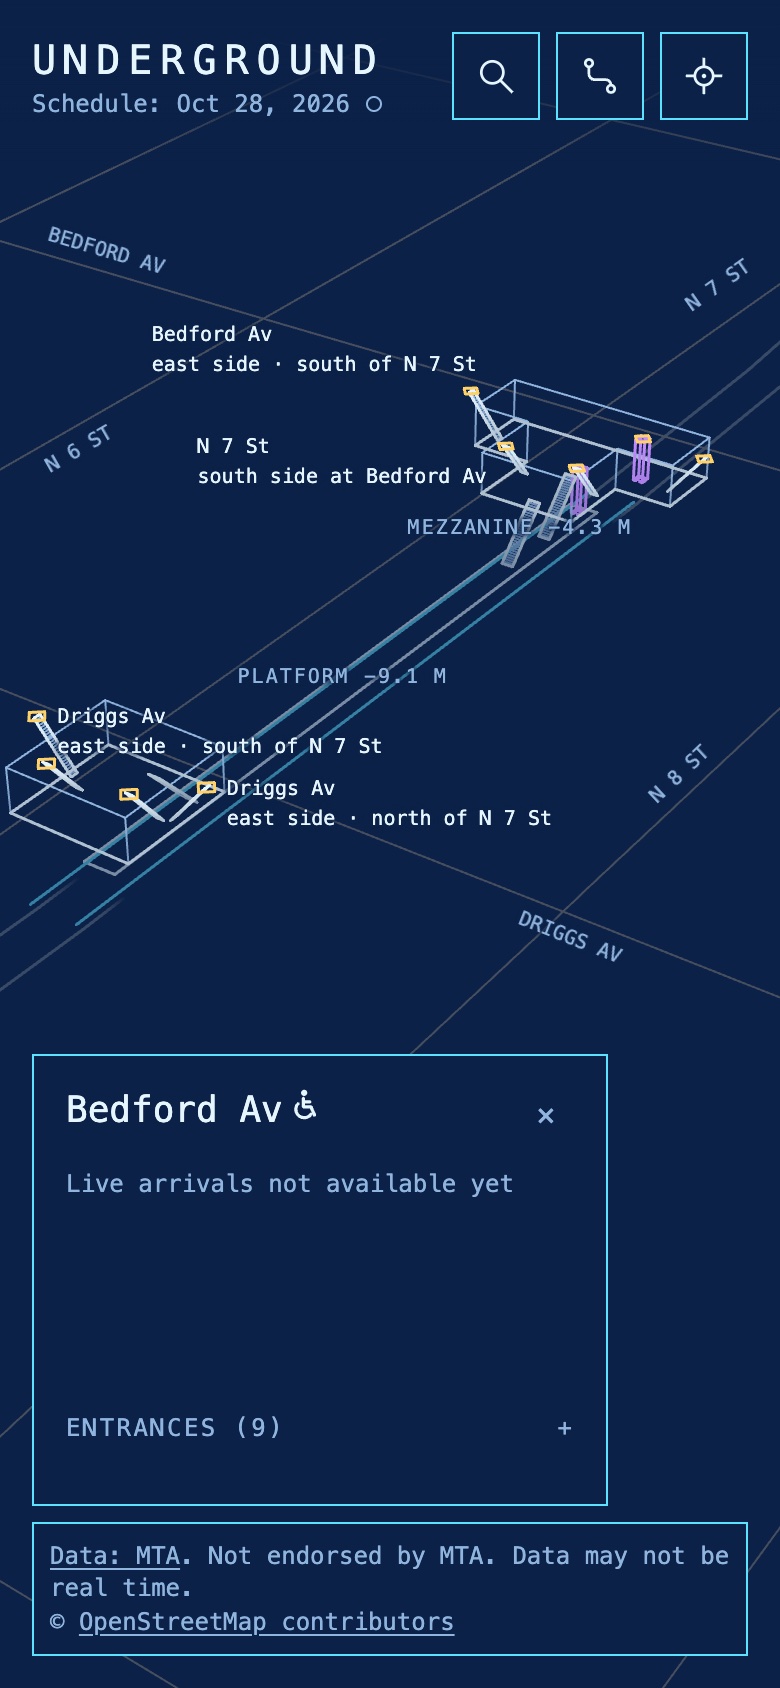 UNDERGROUND
Schedule: Oct 28, 2026
BEDFORD AV
N 7 ST
Bedford Av
east side · south of N 7 St
N 6 ST
N 7 St
south side at Bedford Av
MEZZANINE −4.3 M
PLATFORM −9.1 M
Driggs Av
east side · south of N 7 St
Driggs Av
east side · north of N 7 St
N 8 ST
DRIGGS AV
Bedford Av
×
Live arrivals not available yet
ENTRANCES (9) +
Data: MTA. Not endorsed by MTA. Data may not be
real time.
© OpenStreetMap contributors